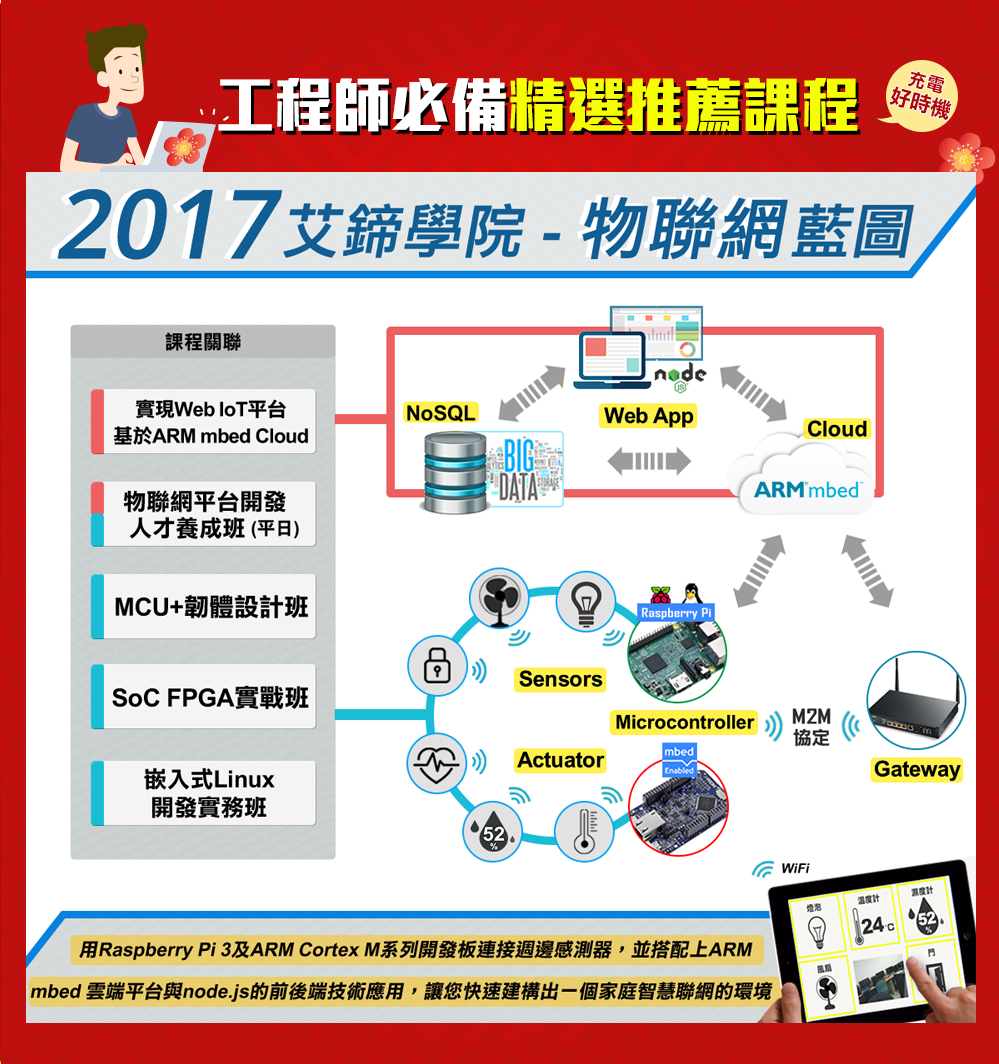 工程師必備精選推薦課程
充電
好時機
2017艾鍗學院 - 物聯網藍圖
課程關聯
實現Web IoT平台
基於ARM mbed Cloud
物聯網平台開發
人才養成班 (平日)
MCU+韌體設計班
SoC FPGA實戰班
嵌入式Linux
開發實務班
node
JS
NoSQL
Web App
Cloud
BIG
DATA
STORAGE
ARM mbed
Raspberry Pi
Sensors
Microcontroller
M2M
協定
Actuator
mbed
Enabled
Gateway
52
%
WiFi
燈泡
溫度計
濕度計
24°C
52
%
風扇
門
用Raspberry Pi 3及ARM Cortex M系列開發板連接週邊感測器，並搭配上ARM
mbed 雲端平台與node.js的前後端技術應用，讓您快速建構出一個家庭智慧聯網的環境